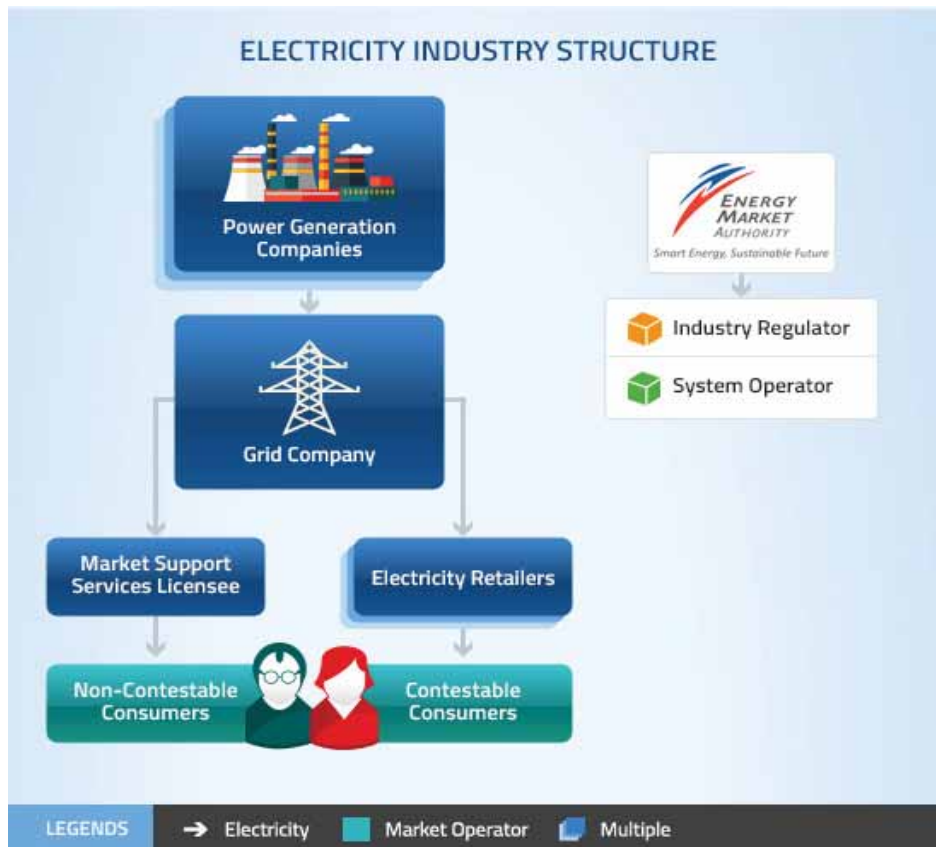 ELECTRICITY INDUSTRY STRUCTURE
Power Generation
Companies
ENERGY
MARKET
AUTHORITY
Smart Energy, Sustainable Future
Industry Regulator
System Operator
Grid Company
Market Support
Services Licensee
Electricity Retailers
Non-Contestable
Consumers
Contestable
Consumers
LEGENDS
Electricity
Market Operator
Multiple